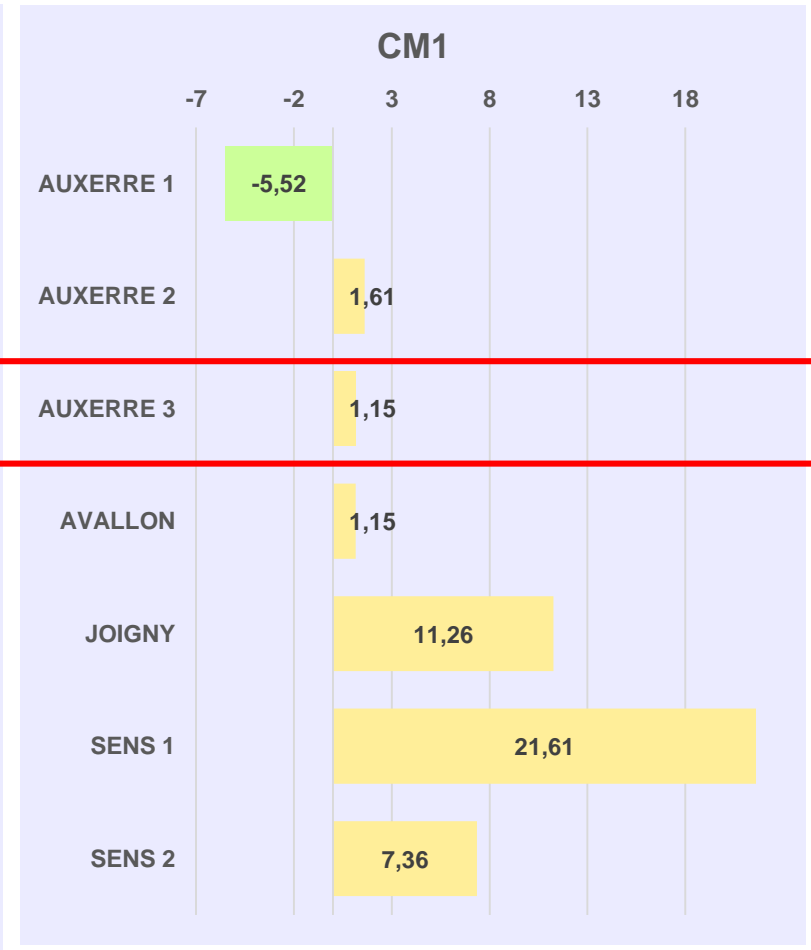 CM1
-7 -2 3 8 13 18
AUXERRE 1 -5,52
AUXERRE 2 1,61
AUXERRE 3 1,15
AVALLON 1,15
JOIGNY 11,26
SENS 1 21,61
SENS 2 7,36